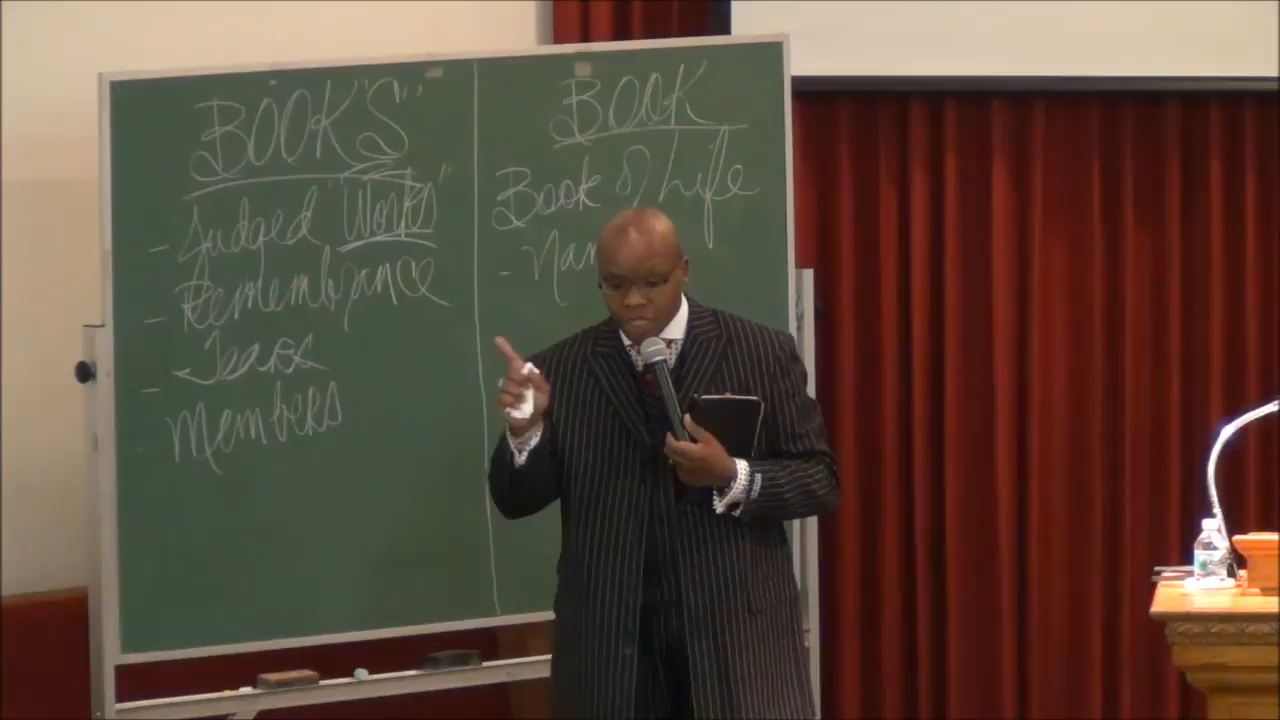 BOOK"S"
- Judged "Works"
- Remembrance
- Tears
- Members
BOOK
Book of Life